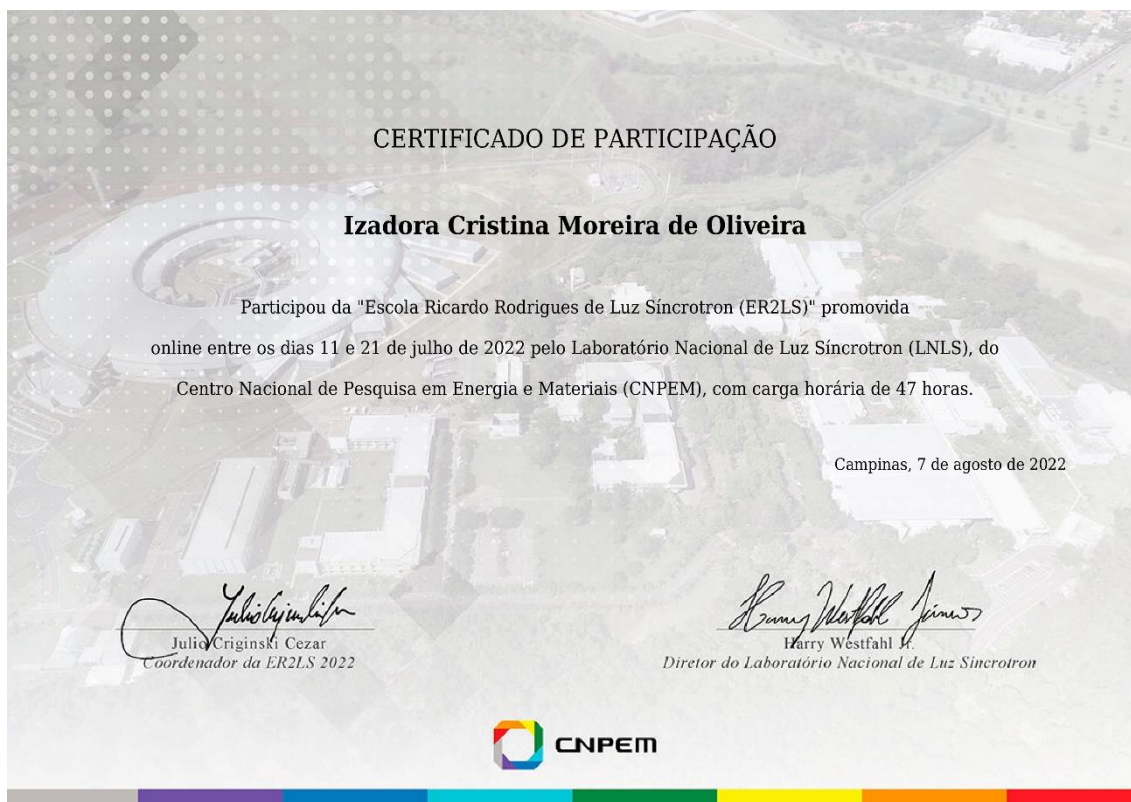 CERTIFICADO DE PARTICIPAÇÃO
Izadora Cristina Moreira de Oliveira
Participou da "Escola Ricardo Rodrigues de Luz Síncrotron (ER2LS)" promovida
online entre os dias 11 e 21 de julho de 2022 pelo Laboratório Nacional de Luz Síncrotron (LNLS), do
Centro Nacional de Pesquisa em Energia e Materiais (CNPEM), com carga horária de 47 horas.
Campinas, 7 de agosto de 2022
Julio Criginski Cezar
Coordenador da ER2LS 2022
Harry Westfahl Junior
Harry Westfahl Jr.
Diretor do Laboratório Nacional de Luz Síncrotron
CNPEM